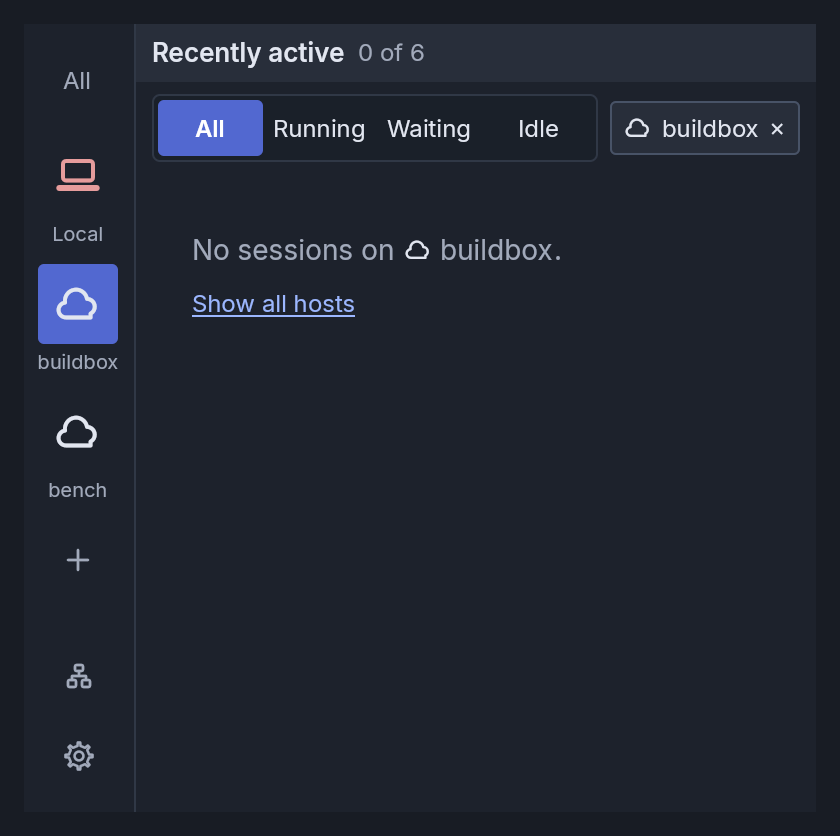 All
Local
buildbox
bench
Recently active 0 of 6
All Running Waiting Idle buildbox ×
No sessions on buildbox.
Show all hosts